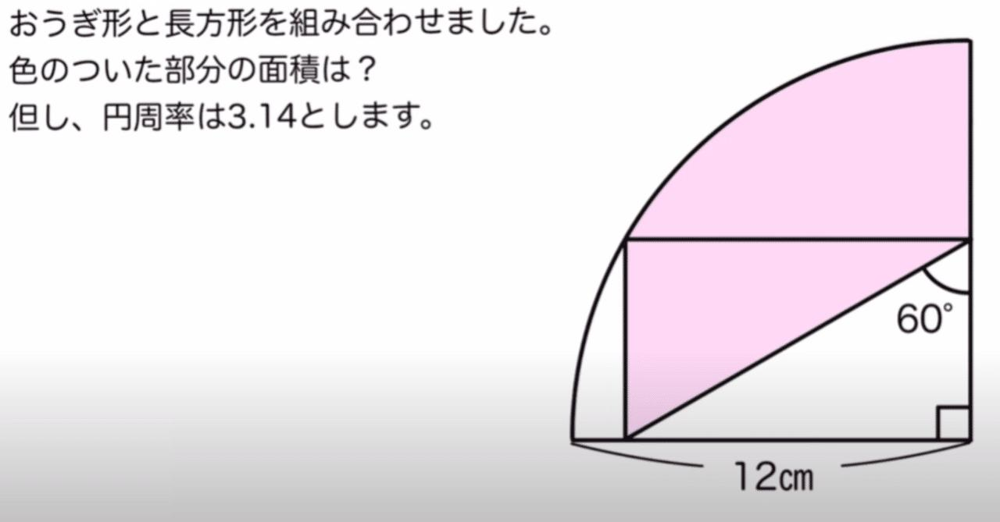 おうぎ形と長方形を組み合わせました。
色のついた部分の面積は？
但し、円周率は3.14とします。
60°
12㎝